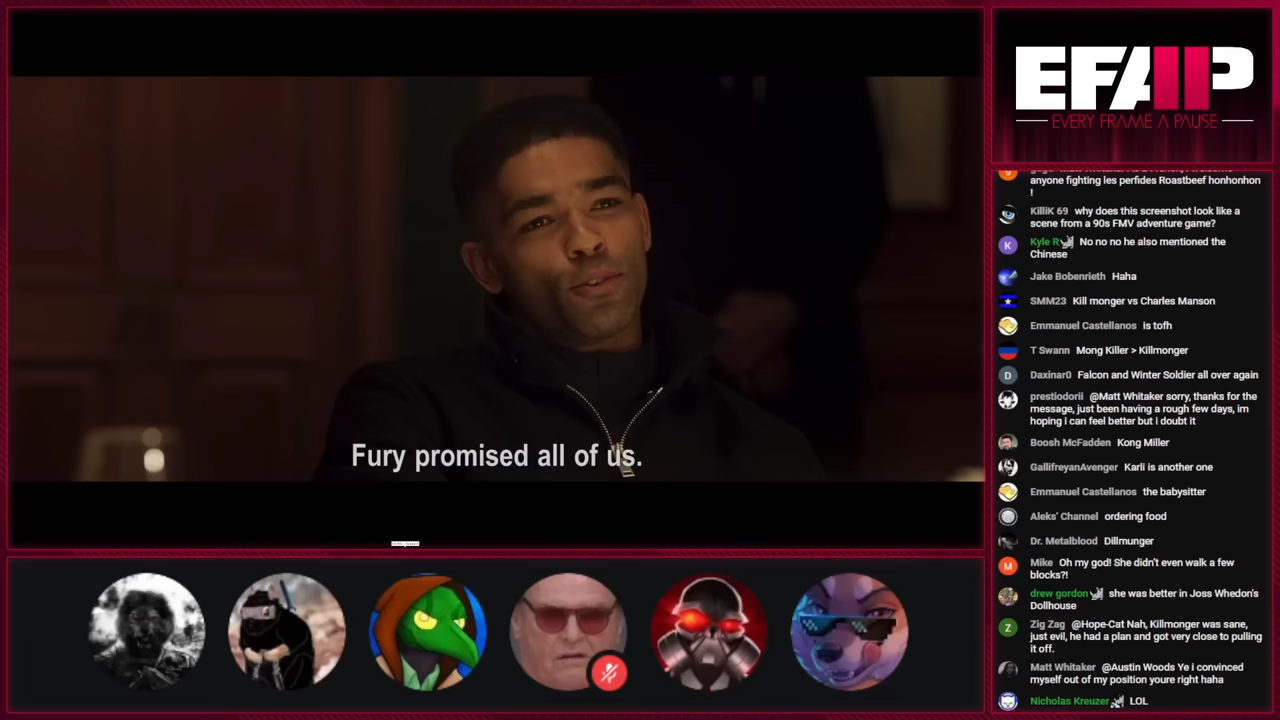 EFAP
EVERY FRAME A PAUSE
anyone fighting les perfides Roastbeef honhonhon
!
KilliK 69 why does this screenshot look like a
scene from a 90s FMV adventure game?
Kyle R No no no he also mentioned the
Chinese
Jake Bobenrieth Haha
SMM23 Kill monger vs Charles Manson
Emmanuel Castellanos is tofh
T Swann Mong Killer > Killmonger
D Daxinar0 Falcon and Winter Soldier all over again
prestiodorii @Matt Whitaker sorry, thanks for the
message, just been having a rough few days, im
hoping i can feel better but i doubt it
Boosh McFadden Kong Miller
GallifreyanAvenger Karli is another one
Emmanuel Castellanos the babysitter
Aleks' Channel ordering food
Dr. Metalblood Dillmunger
M Mike Oh my god! She didn't even walk a few
blocks?!
drew gordon she was better in Joss Whedon's
Dollhouse
Z Zig Zag @Hope-Cat Nah, Killmonger was sane,
just evil, he had a plan and got very close to pulling
it off.
Matt Whitaker @Austin Woods Ye i convinced
myself out of my position youre right haha
Nicholas Kreuzer LOL
Fury promised all of us.